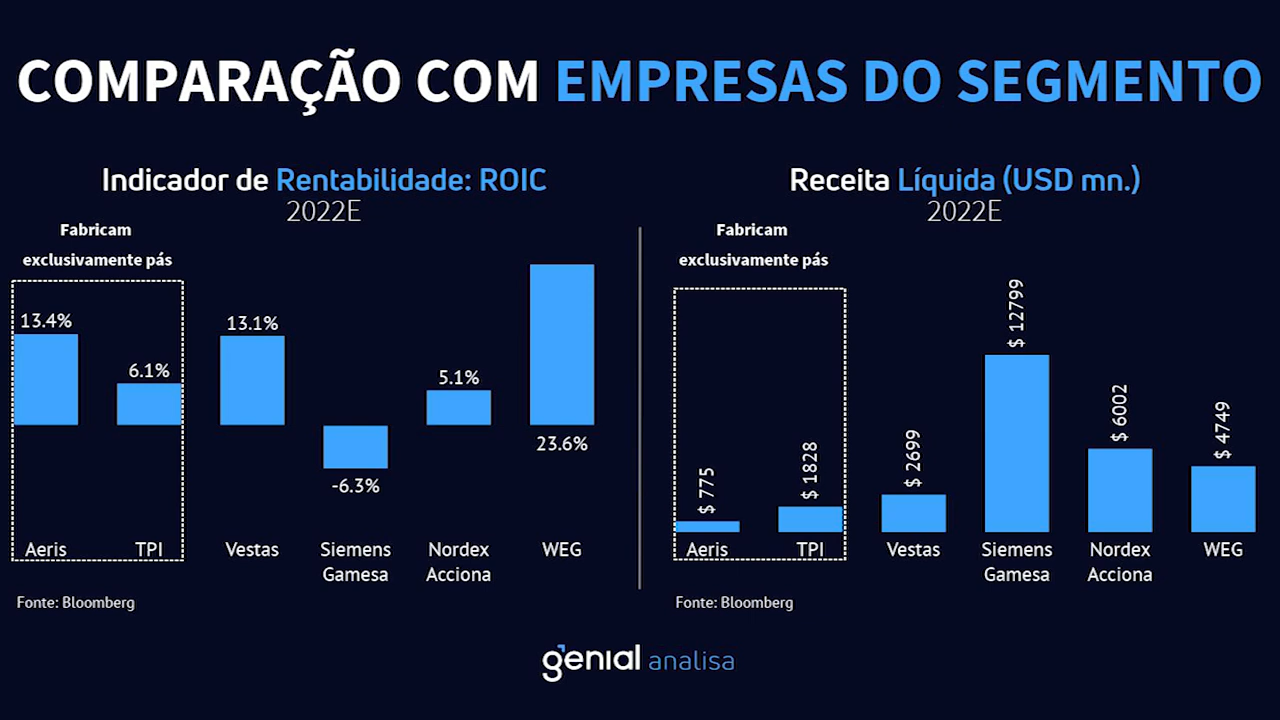 COMPARAÇÃO COM EMPRESAS DO SEGMENTO
Indicador de Rentabilidade: ROIC
2022E
Fabricam
exclusivamente pás
13.4%
6.1%
13.1%
-6.3%
5.1%
23.6%
Aeris
TPI
Vestas
Siemens
Gamesa
Nordex
Acciona
WEG
Fonte: Bloomberg
Receita Líquida (USD mn.)
2022E
Fabricam
exclusivamente pás
$ 775
$ 1828
$ 2699
$ 12799
$ 6002
$ 4749
Aeris
TPI
Vestas
Siemens
Gamesa
Nordex
Acciona
WEG
Fonte: Bloomberg
genial analisa